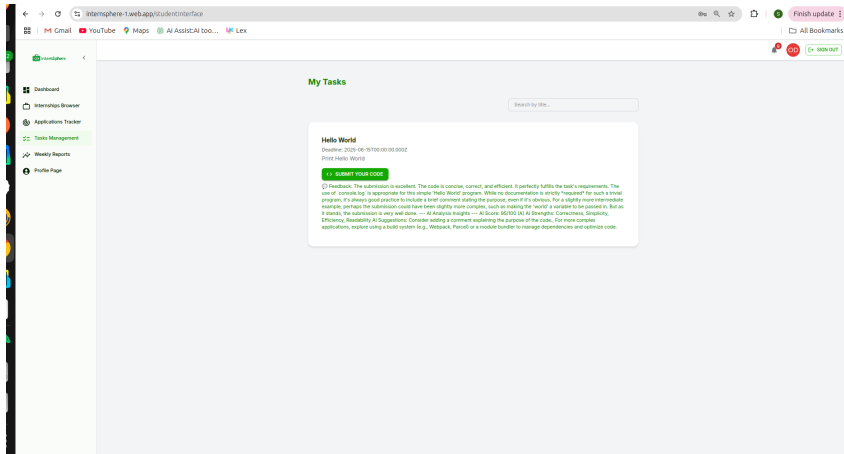 internsphere-1.web.app/studentInterface
Finish update
Gmail
YouTube
Maps
AI Assist:AI too...
Lex
All Bookmarks
InternSphere
OD
SIGN OUT
Dashboard
Internships Browser
Applications Tracker
Tasks Management
Weekly Reports
Profile Page
My Tasks
Search by title...
Hello World
Deadline: 2025-06-15T00:00:00.000Z
Print Hello World
<> SUBMIT YOUR CODE
Feedback: The submission is excellent. The code is concise, correct, and efficient. It perfectly fulfills the task's requirements. The
use of `console.log` is appropriate for this simple 'Hello World' program. While no documentation is strictly *required* for such a trivial
program, it's always good practice to include a brief comment stating the purpose, even if it's obvious. For a slightly more intermediate
example, perhaps the submission could have been slightly more complex, such as making the 'world' a variable to be passed in. But as
it stands, the submission is very well done. --- AI Analysis Insights --- AI Score: 95/100 (A) AI Strengths: Correctness, Simplicity,
Efficiency, Readability AI Suggestions: Consider adding a comment explaining the purpose of the code., For more complex
applications, explore using a build system (e.g., Webpack, Parcel) or a module bundler to manage dependencies and optimize code.